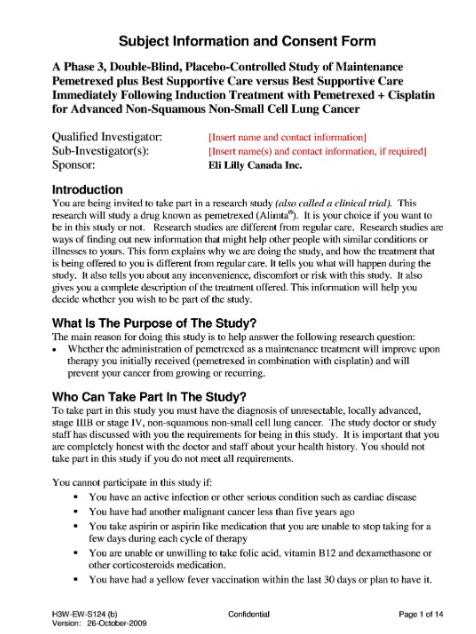 Subject Information and Consent Form
A Phase 3, Double-Blind, Placebo-Controlled Study of Maintenance
Pemetrexed plus Best Supportive Care versus Best Supportive Care
Immediately Following Induction Treatment with Pemetrexed + Cisplatin
for Advanced Non-Squamous Non-Small Cell Lung Cancer
Qualified Investigator: [Insert name and contact information]
Sub-Investigator(s): [Insert name(s) and contact information, if required]
Sponsor: Eli Lilly Canada Inc.
Introduction
You are being invited to take part in a research study (also called a clinical trial). This
research will study a drug known as pemetrexed (Alimta®). It is your choice if you want to
be in this study or not. Research studies are different from regular care. Research studies are
ways of finding out new information that might help other people with similar conditions or
illnesses to yours. This form explains why we are doing the study, and how the treatment that
is being offered to you is different from regular care. It tells you what will happen during the
study. It also tells you about any inconvenience, discomfort or risk with this study. It also
gives you a complete description of the treatment offered. This information will help you
decide whether you wish to be part of the study.
What Is The Purpose of The Study?
The main reason for doing this study is to help answer the following research question:
• Whether the administration of pemetrexed as a maintenance treatment will improve upon
therapy you initially received (pemetrexed in combination with cisplatin) and will
prevent your cancer from growing or recurring.
Who Can Take Part In The Study?
To take part in this study you must have the diagnosis of unresectable, locally advanced,
stage IIIB or stage IV, non-squamous non-small cell lung cancer. The study doctor or study
staff has discussed with you the requirements for being in this study. It is important that you
are completely honest with the doctor and staff about your health history. You should not
take part in this study if you do not meet all requirements.
You cannot participate in this study if:
▪ You have an active infection or other serious condition such as cardiac disease
▪ You have had another malignant cancer less than five years ago
▪ You take aspirin or aspirin like medication that you are unable to stop taking for a
few days during each cycle of therapy
▪ You are unable or unwilling to take folic acid, vitamin B12 and dexamethasone or
other corticosteroids medication.
▪ You have had a yellow fever vaccination within the last 30 days or plan to have it.
H3W-EW-S124 (b) Confidential Page 1 of 14
Version: 26-October-2009